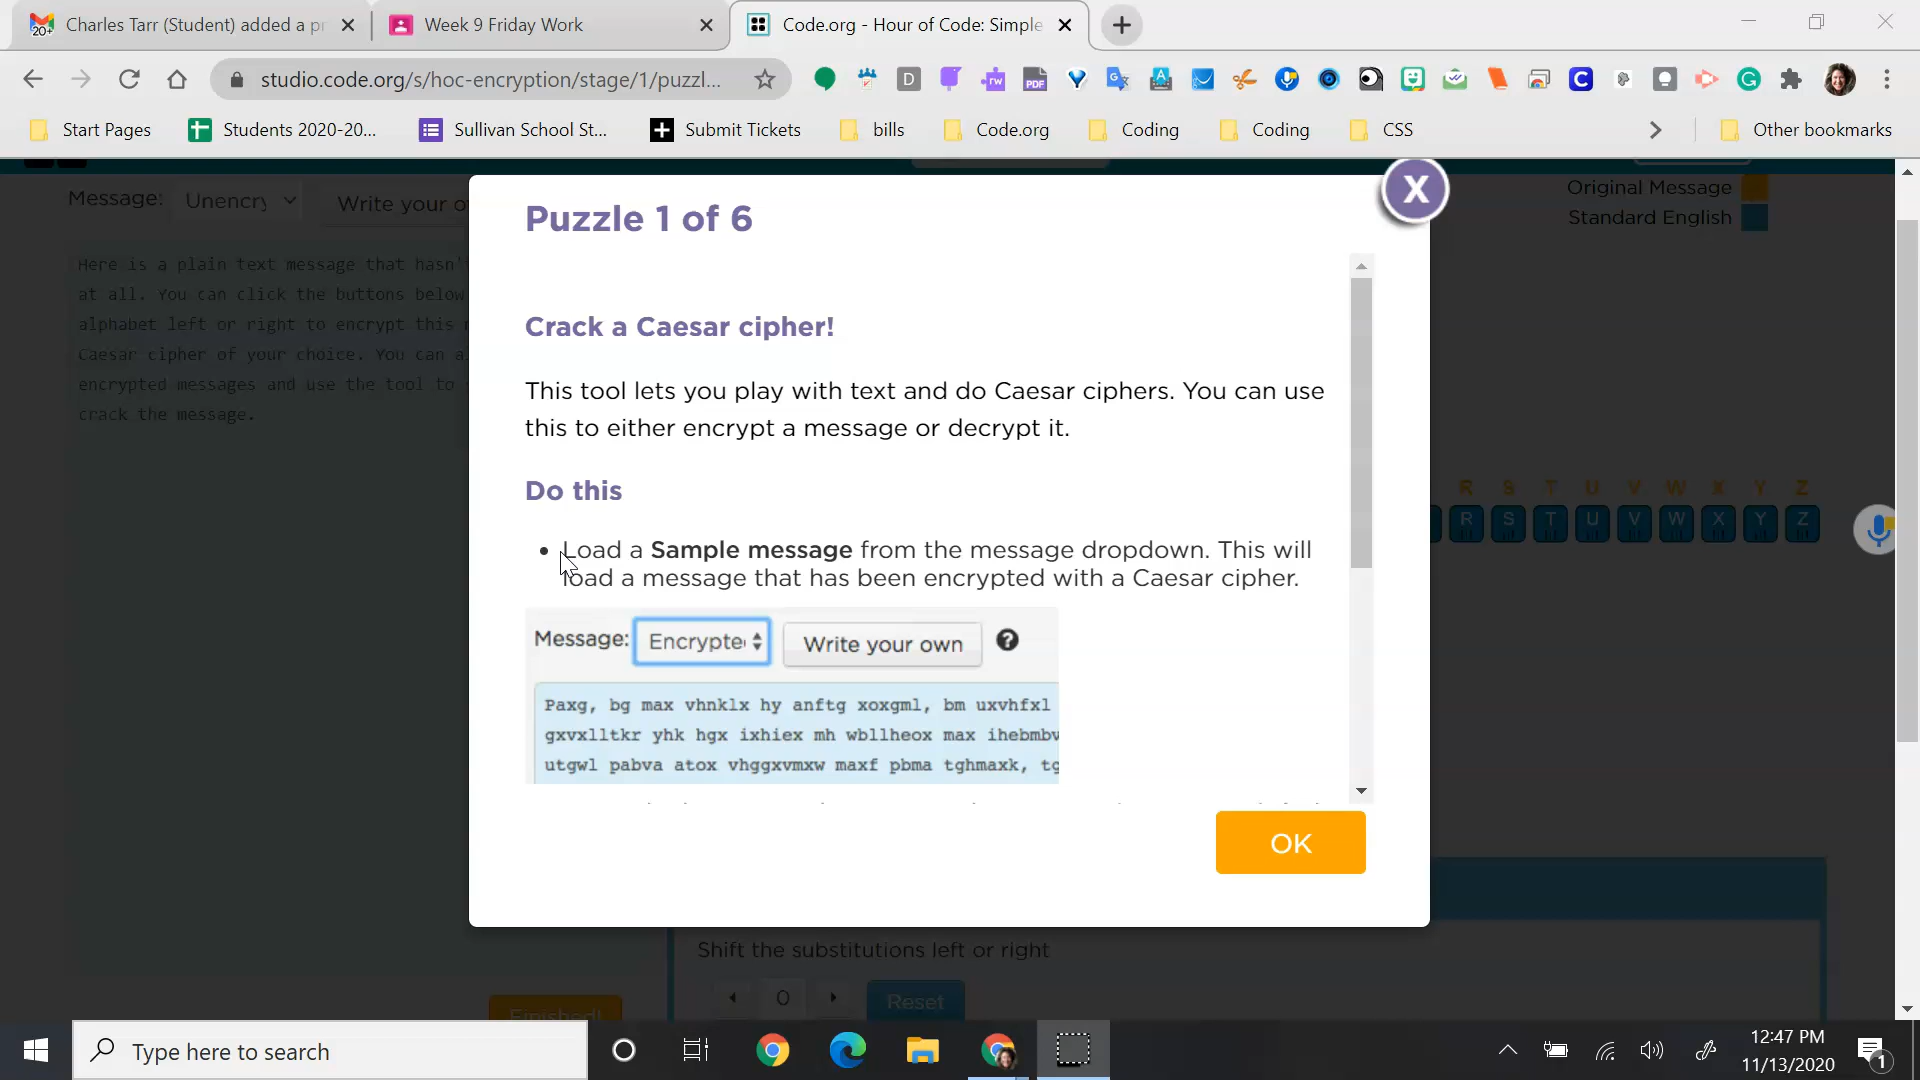 Charles Tarr (Student) added a pr
Week 9 Friday Work
Code.org - Hour of Code: Simple
studio.code.org/s/hoc-encryption/stage/1/puzzl...
Start Pages
Students 2020-20...
Sullivan School St...
Submit Tickets
bills
Code.org
Coding
Coding
CSS
Other bookmarks
Message:
Unency
Write your o
Original Message
Standard English
Here is a plain text message that hasn'
at all. You can click the buttons below
alphabet left or right to encrypt this
Caesar cipher of your choice. You can a
encrypted messages and use the tool to
crack the message.
X
Puzzle 1 of 6
Crack a Caesar cipher!
This tool lets you play with text and do Caesar ciphers. You can use
this to either encrypt a message or decrypt it.
Do this
• Load a Sample message from the message dropdown. This will
load a message that has been encrypted with a Caesar cipher.
Message:
Encrypte
Write your own
?
Paxg, bg max vhnklx hy anftg xoxgml, bm uxvhfxl
gxvxlltkr yhk hgx ixhiex mh wbllheox max ihebmbv
utgwl pabva atox vhggxvmxw maxf pbma tghmaxk, tg
OK
R S T U V W X Y Z
R S T U V W X Y Z
Shift the substitutions left or right
0
Reset
Finished!
Type here to search
12:47 PM
11/13/2020
1